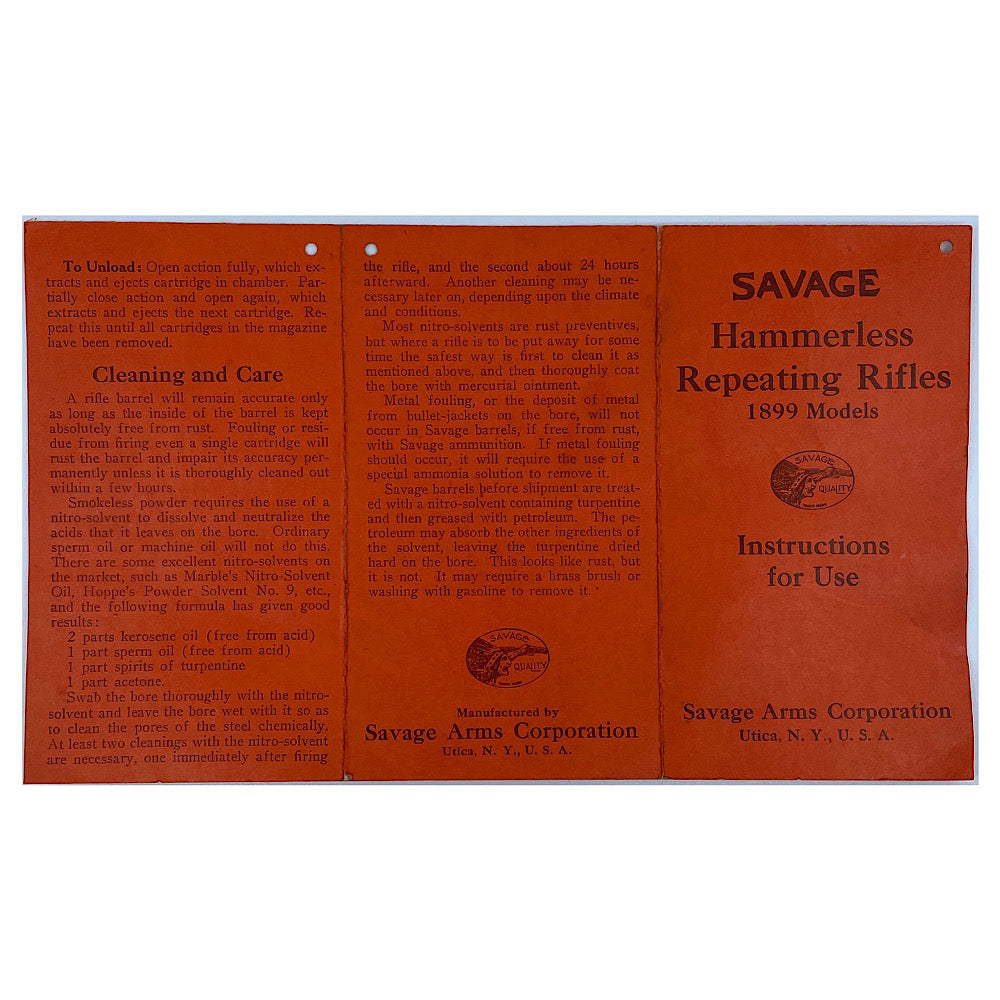 To Unload: Open action fully, which ex-
tracts and ejects cartridge in chamber. Par-
tially close action and open again, which
extracts and ejects the next cartridge. Re-
peat this until all cartridges in the magazine
have been removed.
Cleaning and Care
A rifle barrel will remain accurate only
as long as the inside of the barrel is kept
absolutely free from rust. Fouling or resi-
due from firing even a single cartridge will
rust the barrel and impair its accuracy per-
manently unless it is thoroughly cleaned out
within a few hours.
Smokeless powder requires the use of a
nitro-solvent to dissolve and neutralize the
acids that it leaves on the bore. Ordinary
sperm oil or machine oil will not do this.
There are some excellent nitro-solvents on
the market, such as Marble's Nitro-Solvent
Oil, Hoppe's Powder Solvent No. 9, etc.,
and the following formula has given good
results:
2 parts kerosene oil (free from acid)
1 part sperm oil (free from acid)
1 part spirits of turpentine
1 part acetone.
Swab the bore thoroughly with the nitro-
solvent and leave the bore wet with it so as
to clean the pores of the steel chemically.
At least two cleanings with the nitro-solvent
are necessary, one immediately after firing
the rifle, and the second about 24 hours
afterward. Another cleaning may be ne-
cessary later on, depending upon the climate
and conditions.
Most nitro-solvents are rust preventives,
but where a rifle is to be put away for some
time the safest way is first to clean it as
mentioned above, and then thoroughly coat
the bore with mercurial ointment.
Metal fouling, or the deposit of metal
from bullet-jackets on the bore, will not
occur in Savage barrels, if free from rust,
with Savage ammunition. If metal fouling
should occur, it will require the use of a
special ammonia solution to remove it.
Savage barrels before shipment are treat-
ed with a nitro-solvent containing turpentine
and then greased with petroleum. The pe-
troleum may absorb the other ingredients of
the solvent, leaving the turpentine dried
hard on the bore. This looks like rust, but
it is not. It may require a brass brush or
washing with gasoline to remove it.
SAVAGE
QUALITY
TRADE MARK
Manufactured by
Savage Arms Corporation
Utica, N. Y., U. S. A.
SAVAGE
Hammerless
Repeating Rifles
1899 Models
SAVAGE
QUALITY
TRADE MARK
Instructions
for Use
Savage Arms Corporation
Utica, N. Y., U. S. A.